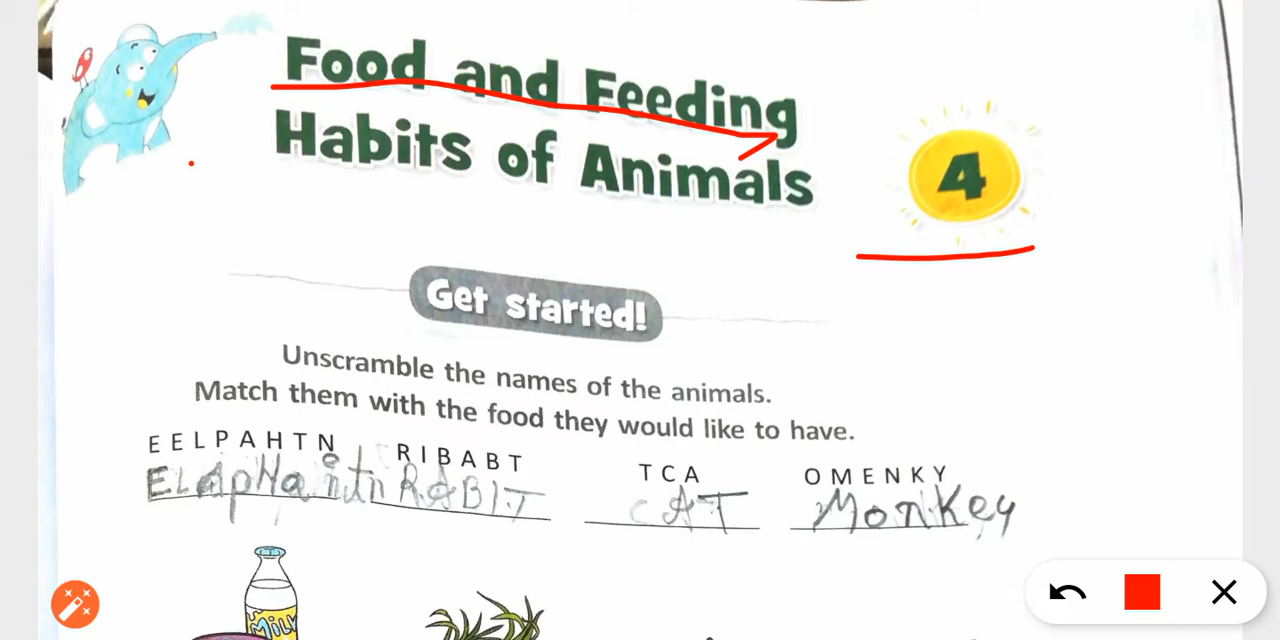 Food and Feeding
Habits of Animals
4
Get started!
Unscramble the names of the animals.
Match them with the food they would like to have.
EELPAHTN RIBABT TCA OMENKY
RABIT CAT MonKey
MiLK